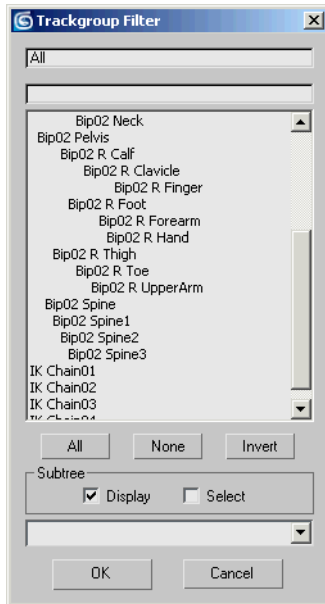 Trackgroup Filter
All
Bip02 Neck
Bip02 Pelvis
Bip02 R Calf
Bip02 R Clavicle
Bip02 R Finger
Bip02 R Foot
Bip02 R Forearm
Bip02 R Hand
Bip02 R Thigh
Bip02 R Toe
Bip02 R UpperArm
Bip02 Spine
Bip02 Spine1
Bip02 Spine2
Bip02 Spine3
IK Chain01
IK Chain02
IK Chain03
IK Chain04
All None Invert
Subtree
Display Select
OK Cancel